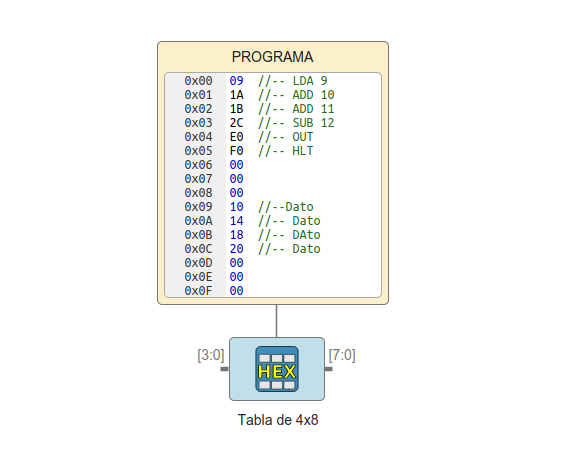 PROGRAMA
0x00 09 //-- LDA 9
0x01 1A //-- ADD 10
0x02 1B //-- ADD 11
0x03 2C //-- SUB 12
0x04 E0 //-- OUT
0x05 F0 //-- HLT
0x06 00
0x07 00
0x08 00
0x09 10 //--Dato
0x0A 14 //-- Dato
0x0B 18 //-- DAto
0x0C 20 //-- Dato
0x0D 00
0x0E 00
0x0F 00
[3:0] [7:0]
HEX
Tabla de 4x8